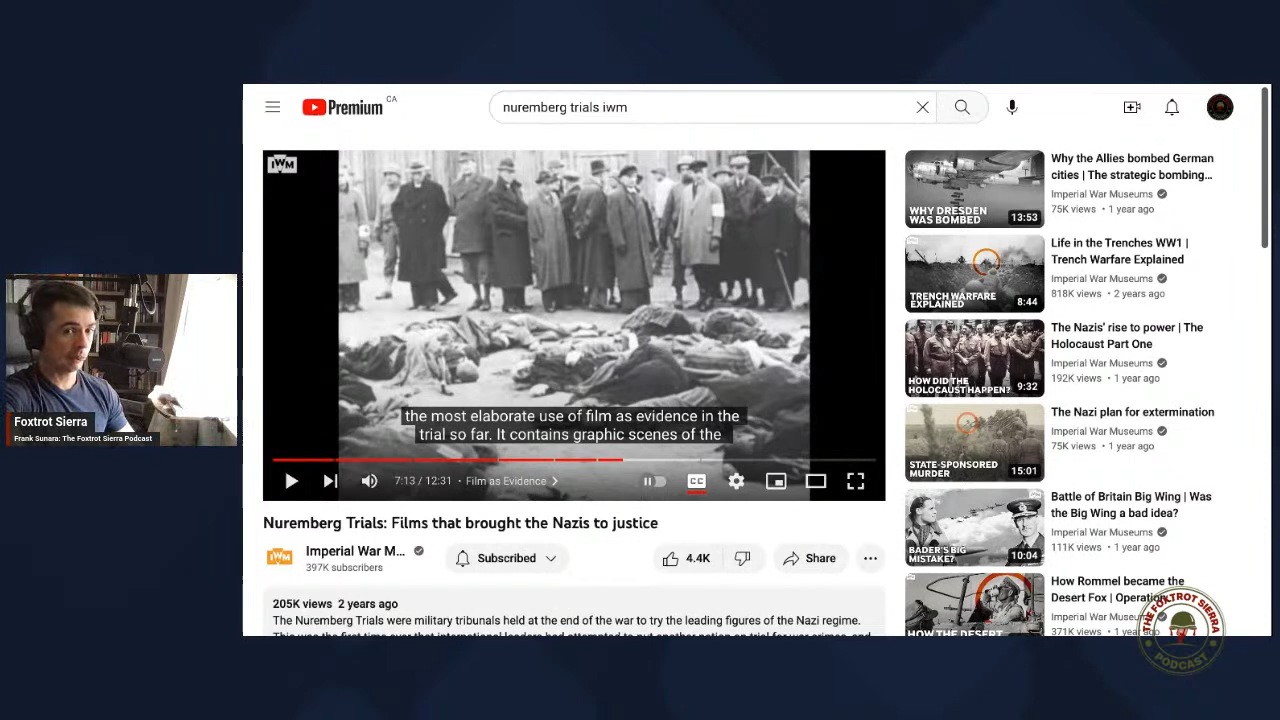 Premium
CA
nuremberg trials iwm
IWM
the most elaborate use of film as evidence in the
trial so far. It contains graphic scenes of the
7:13 / 12:31 • Film as Evidence
CC
Nuremberg Trials: Films that brought the Nazis to justice
IWM
Imperial War M...
397K subscribers
Subscribed
4.4K
Share
205K views 2 years ago
The Nuremberg Trials were military tribunals held at the end of the war to try the leading figures of the Nazi regime.
WHY DRESDEN
WAS BOMBED
13:53
Why the Allies bombed German
cities | The strategic bombing...
Imperial War Museums
75K views • 1 year ago
TRENCH WARFARE
EXPLAINED
8:44
Life in the Trenches WW1 |
Trench Warfare Explained
Imperial War Museums
818K views • 2 years ago
HOW DID THE
HOLOCAUST HAPPEN?
9:32
The Nazis' rise to power | The
Holocaust Part One
Imperial War Museums
192K views • 1 year ago
STATE-SPONSORED
MURDER
15:01
The Nazi plan for extermination
Imperial War Museums
75K views • 1 year ago
BADER'S BIG
MISTAKE?
10:04
Battle of Britain Big Wing | Was
the Big Wing a bad idea?
Imperial War Museums
111K views • 1 year ago
HOW THE DESERT
How Rommel became the
Desert Fox | Operation
Imperial War Museums
371K views • 1 year ago
Foxtrot Sierra
Frank Sunara: The Foxtrot Sierra Podcast
THE FOXTROT SIERRA
PODCAST